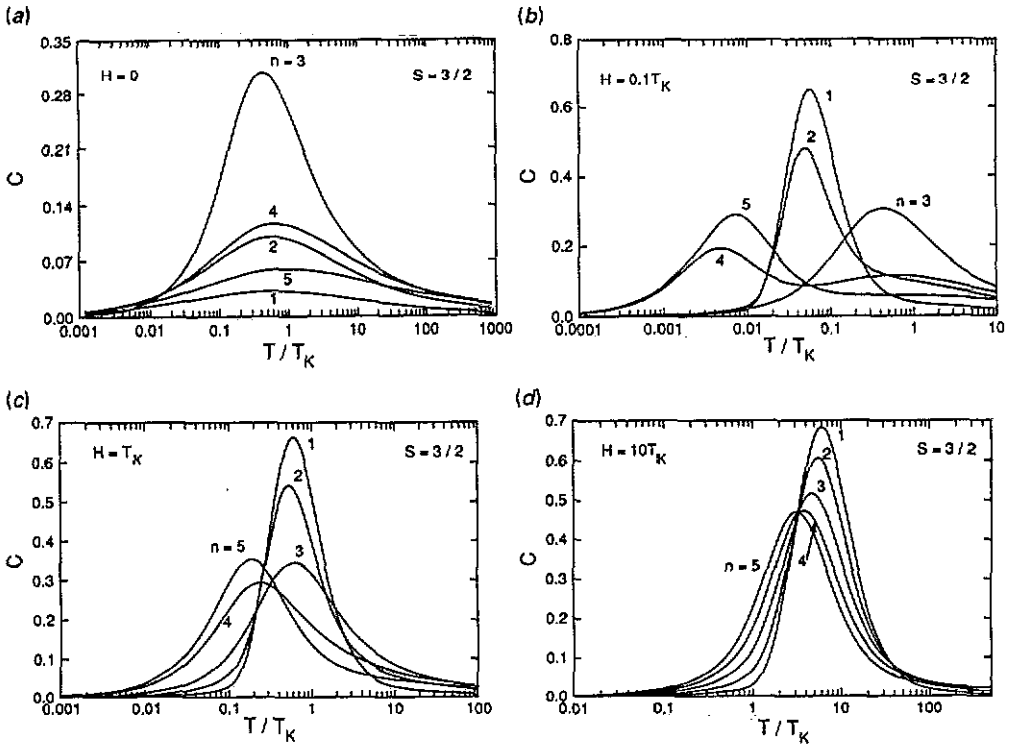 (a)
0.35
0.28
0.21
0.14
0.07
0.00
C
H = 0
n = 3
S = 3 / 2
4
2
5
1
0.001
0.01
0.1
1
10
100
1000
T / T_K
(b)
0.8
0.6
0.4
0.2
0.0
C
H = 0.1T_K
S = 3 / 2
1
2
5
n = 3
4
0.0001
0.001
0.01
0.1
1
10
T / T_K
(c)
0.7
0.6
0.5
0.4
0.3
0.2
0.1
0.0
C
H = T_K
S = 3 / 2
1
2
n = 5
3
4
0.001
0.01
0.1
1
10
100
T / T_K
(d)
0.7
0.6
0.5
0.4
0.3
0.2
0.1
0.0
C
H = 10T_K
S = 3 / 2
1
2
3
n = 5
4
0.01
0.1
1
10
100
T / T_K